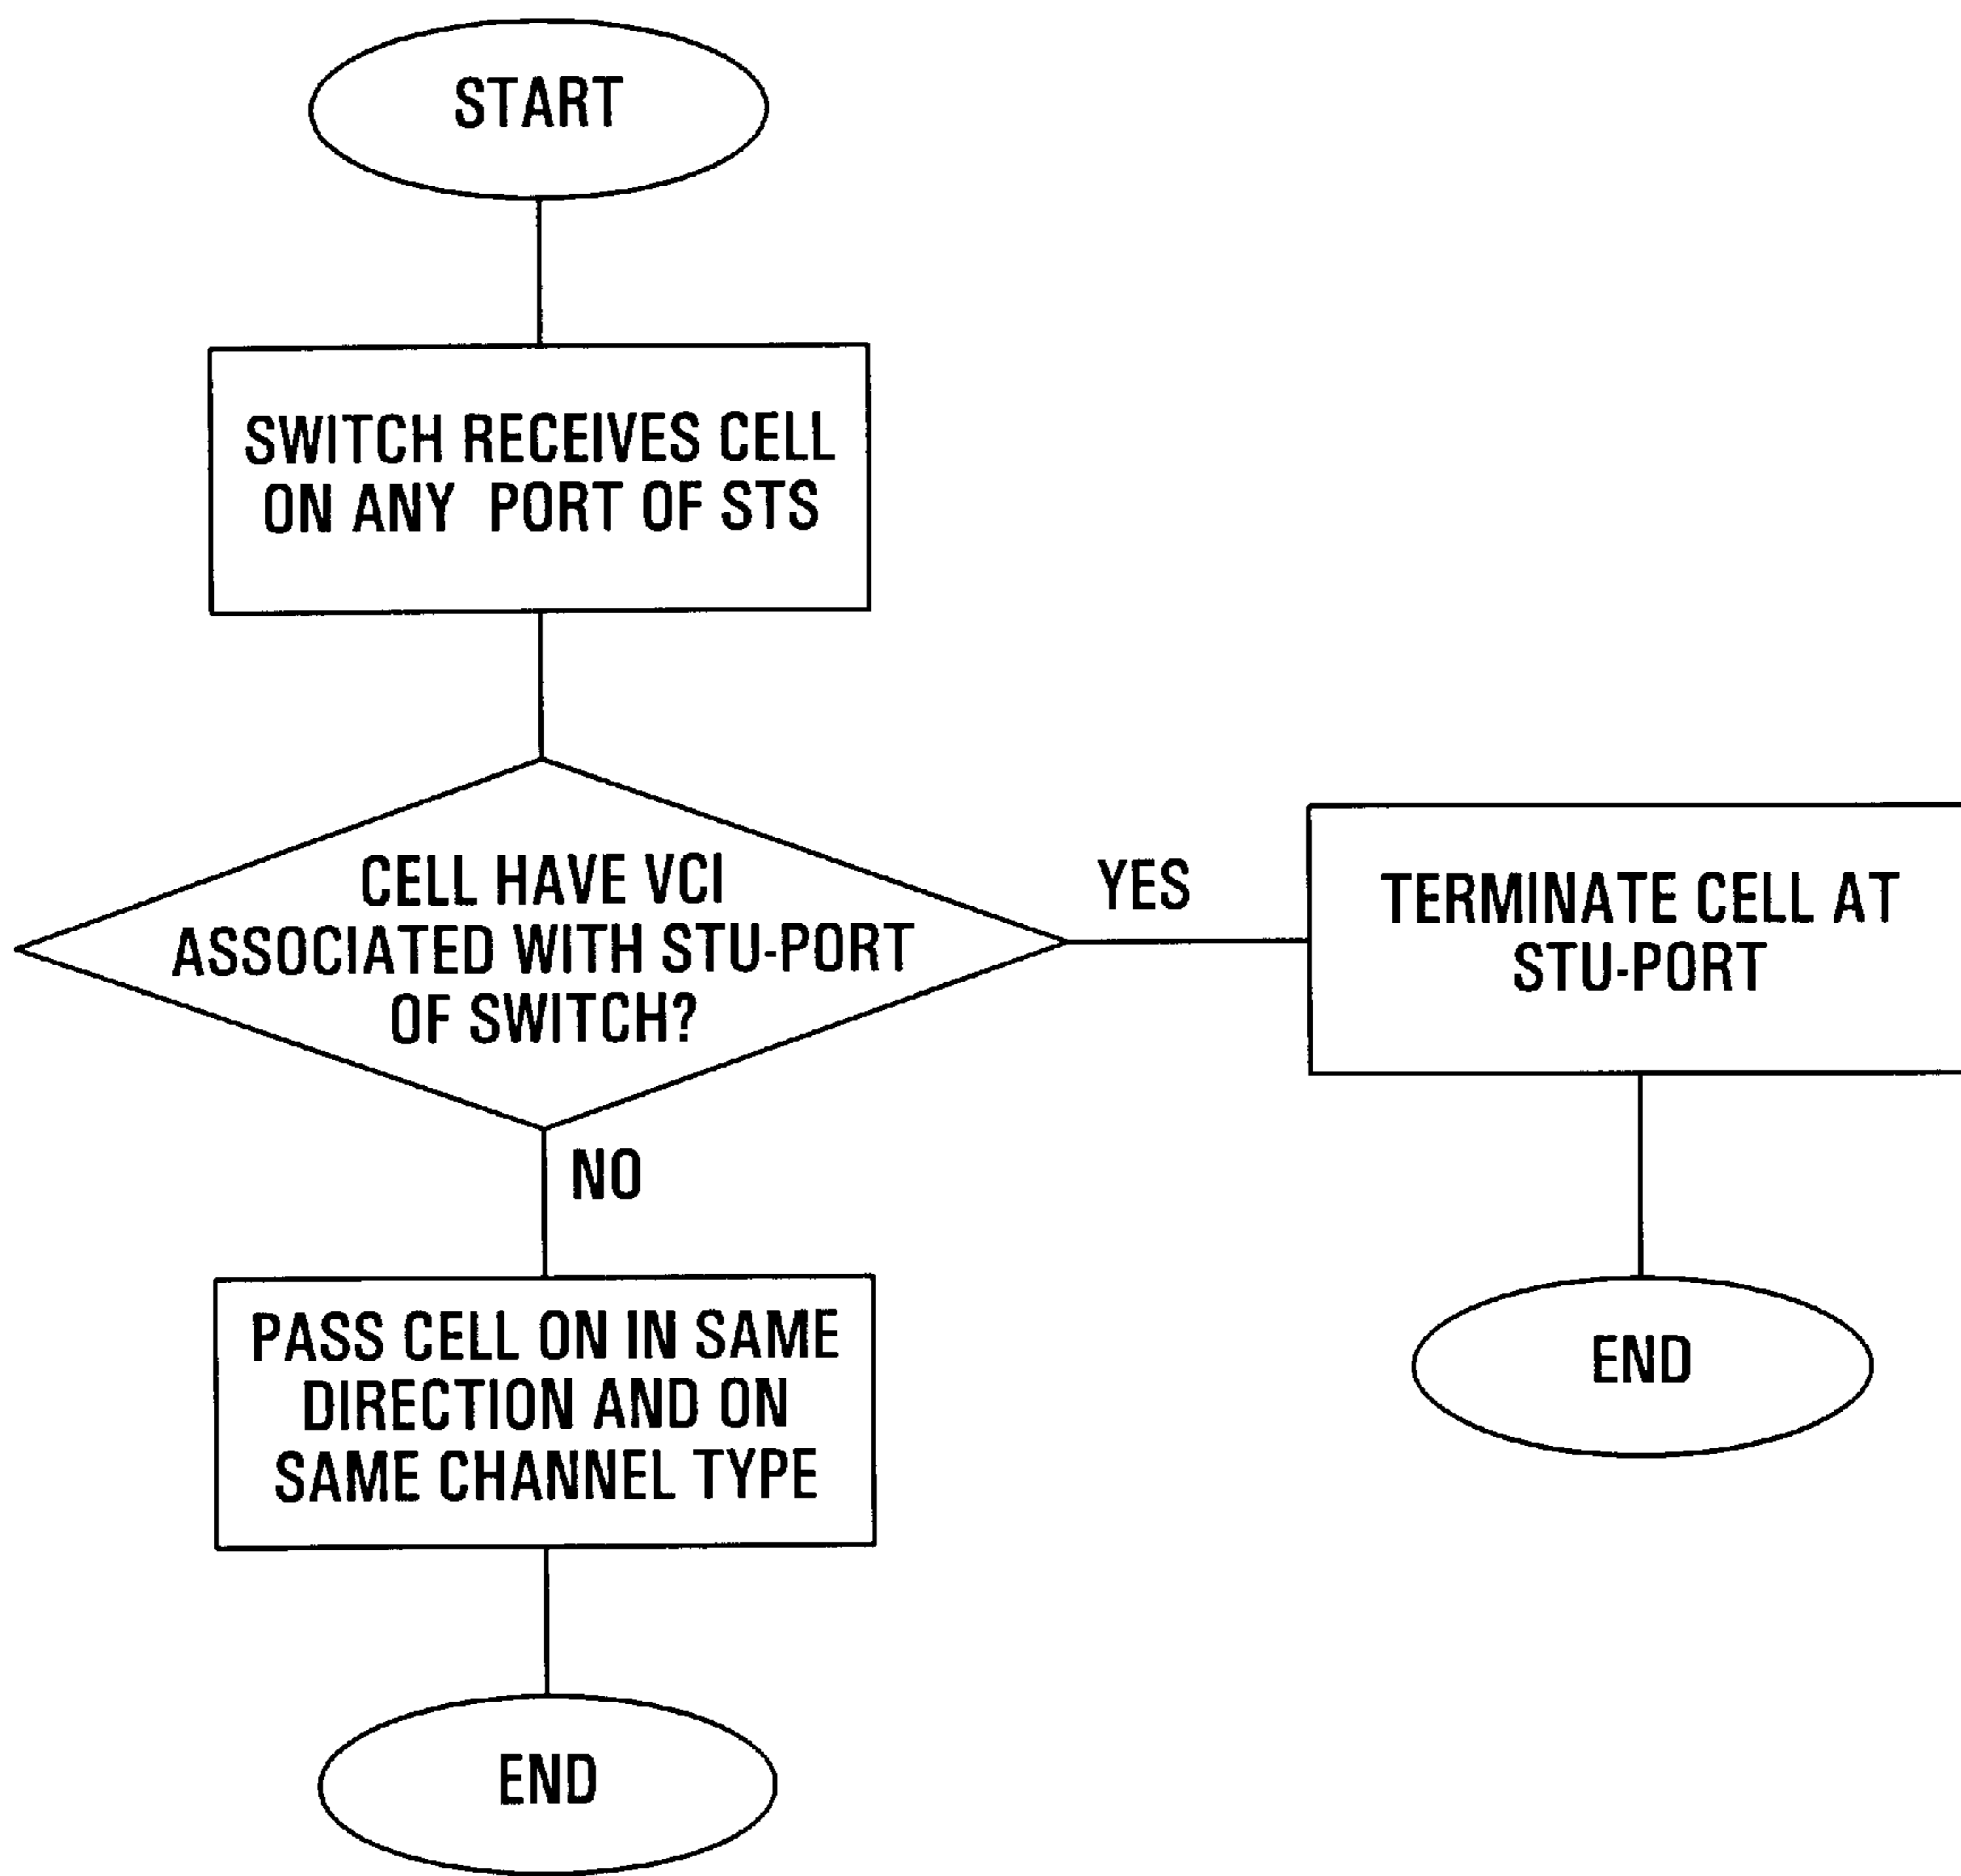 START
SWITCH RECEIVES CELL
ON ANY PORT OF STS
CELL HAVE VCI
ASSOCIATED WITH STU-PORT
OF SWITCH?
YES
TERMINATE CELL AT
STU-PORT
END
NO
PASS CELL ON IN SAME
DIRECTION AND ON
SAME CHANNEL TYPE
END